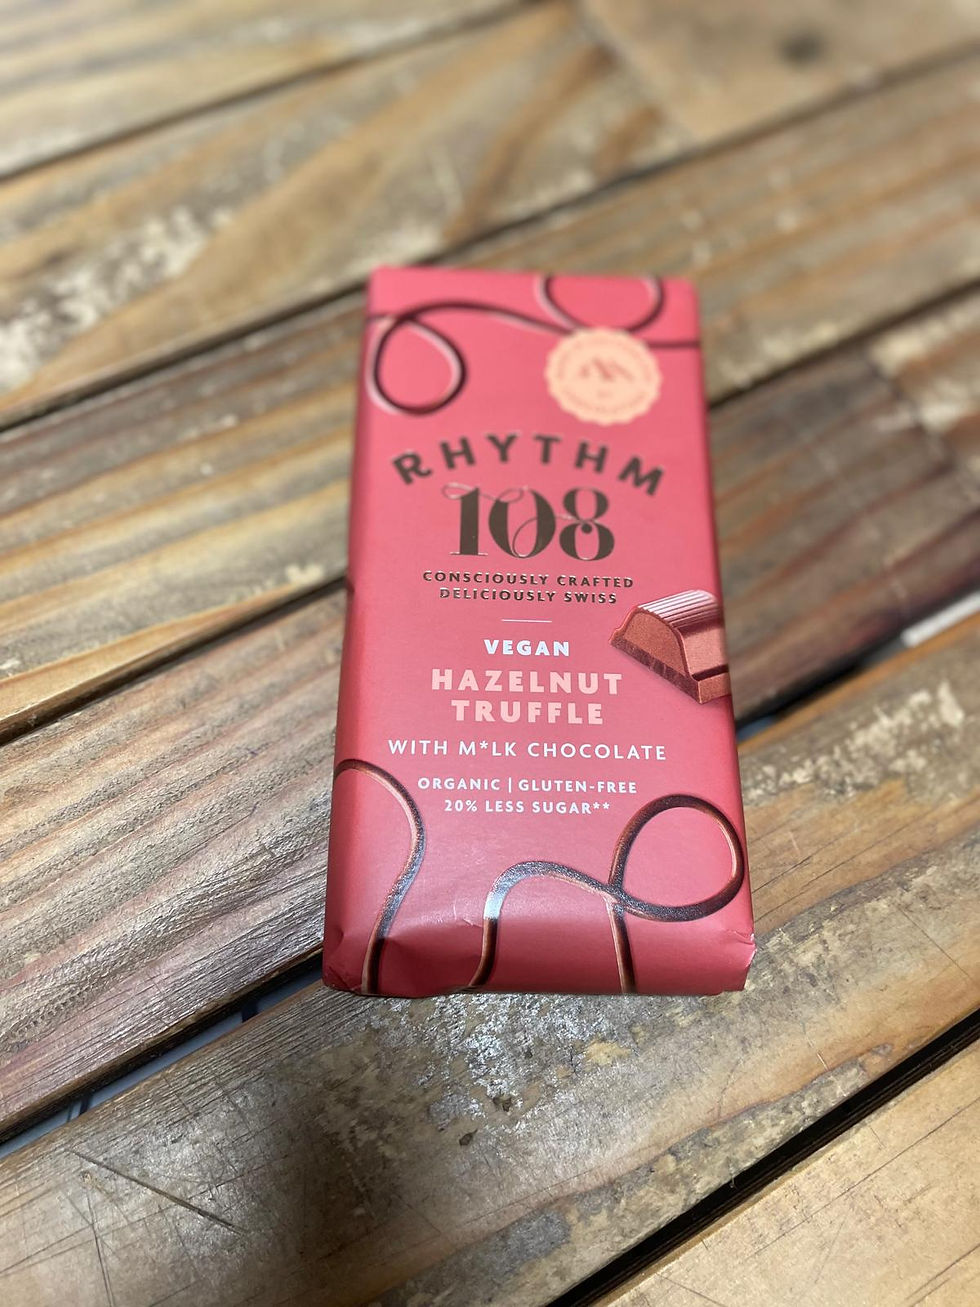 RHYTHM
108
CONSCIOUSLY CRAFTED
DELICIOUSLY SWISS
VEGAN
HAZELNUT
TRUFFLE
WITH M*LK CHOCOLATE
ORGANIC | GLUTEN-FREE
20% LESS SUGAR**